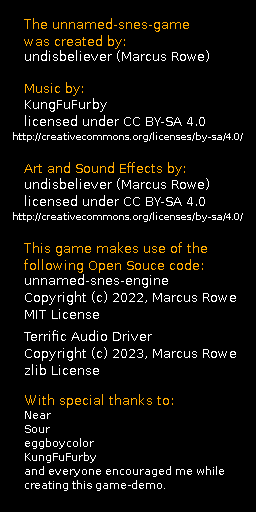 The unnamed-snes-game
was created by:
undisbeliever (Marcus Rowe)
Music by:
KungFuFurby
licensed under CC BY-SA 4.0
http://creativecommons.org/licenses/by-sa/4.0/
Art and Sound Effects by:
undisbeliever (Marcus Rowe)
licensed under CC BY-SA 4.0
http://creativecommons.org/licenses/by-sa/4.0/
This game makes use of the
following Open Souce code:
unnamed-snes-engine
Copyright (c) 2022, Marcus Rowe
MIT License
Terrific Audio Driver
Copyright (c) 2023, Marcus Rowe
zlib License
With special thanks to:
Near
Sour
eggboycolor
KungFuFurby
and everyone encouraged me while
creating this game-demo.